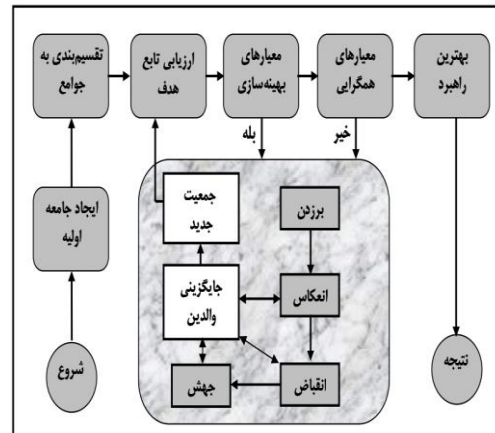 تقسیم‌بندی به
جوامع
ارزیابی تابع
هدف
معیارهای
بهینه‌سازی
معیارهای
همگرایی
بهترین
راهبرد
بله
خیر
ایجاد جامعه
اولیه
جمعیت
جدید
برزدن
جایگزینی
والدین
انعکاس
شروع
جهش
انقباض
نتیجه